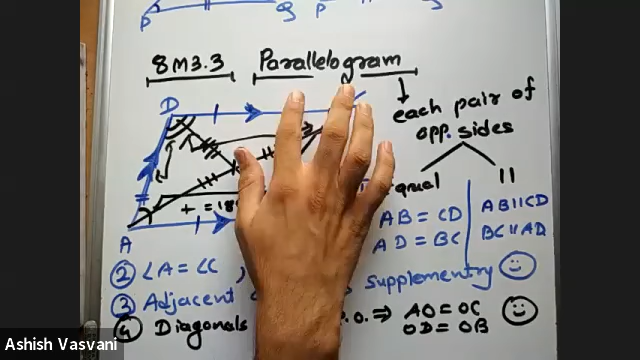 P Q P
8M3.3 Parallelogram
each pair of
opp. sides
D
qual ||
AB = CD AB||CD
AD = BC BC||AD
+ = 18
A
② ∠A = ∠C ,
③ Adjacent supplementry
④ Diagonals .O. ⇒ AO = OC
OD = OB
Ashish Vasvani